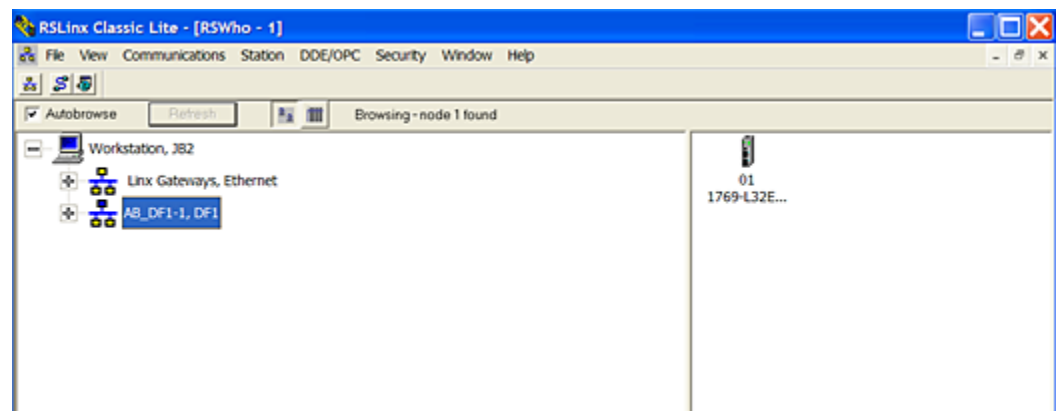 RSLinx Classic Lite - [RSWho - 1]
File View Communications Station DDE/OPC Security Window Help
Autobrowse Refresh Browsing - node 1 found
Workstation, JB2
Linx Gateways, Ethernet
AB_DF1-1, DF1
01
1769-L32E...